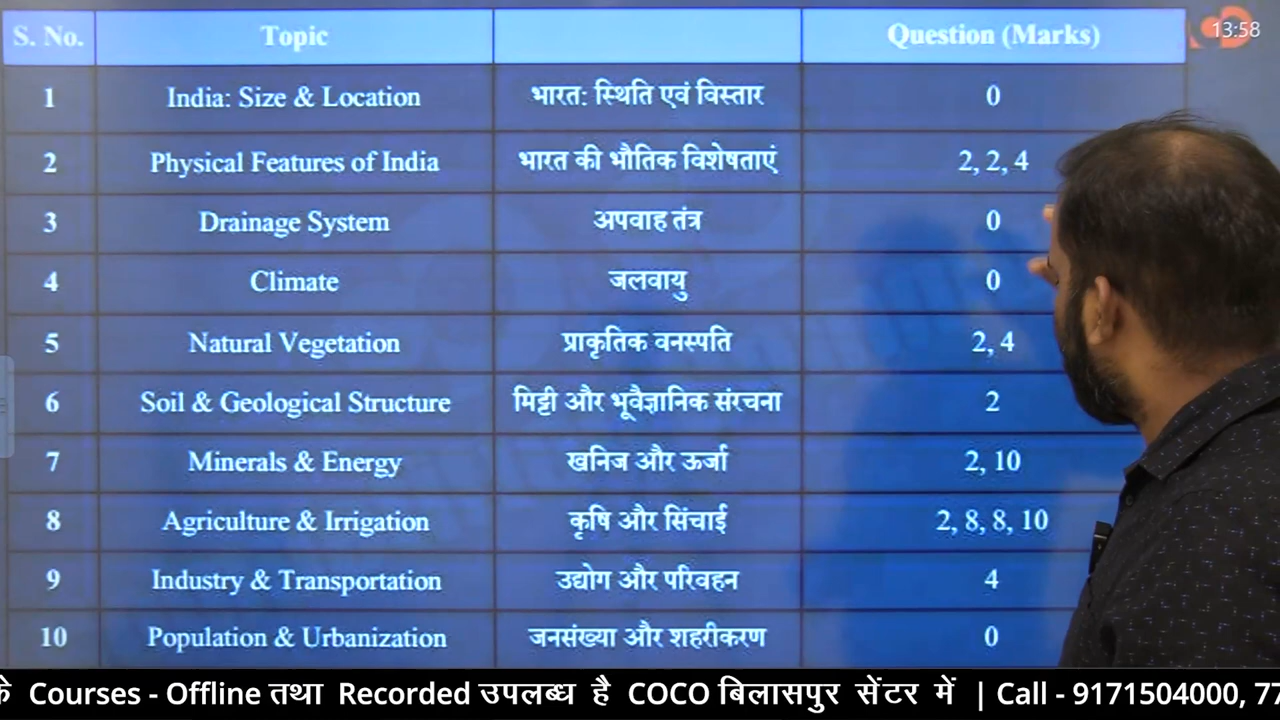 S. No. Topic Question (Marks)
13:58
1 India: Size & Location भारत: स्थिति एवं विस्तार 0
2 Physical Features of India भारत की भौतिक विशेषताएं 2, 2, 4
3 Drainage System अपवाह तंत्र 0
4 Climate जलवायु 0
5 Natural Vegetation प्राकृतिक वनस्पति 2, 4
6 Soil & Geological Structure मिट्टी और भूवैज्ञानिक संरचना 2
7 Minerals & Energy खनिज और ऊर्जा 2, 10
8 Agriculture & Irrigation कृषि और सिंचाई 2, 8, 8, 10
9 Industry & Transportation उद्योग और परिवहन 4
10 Population & Urbanization जनसंख्या और शहरीकरण 0
के Courses - Offline तथा Recorded उपलब्ध है COCO बिलासपुर सेंटर में | Call - 9171504000, 77